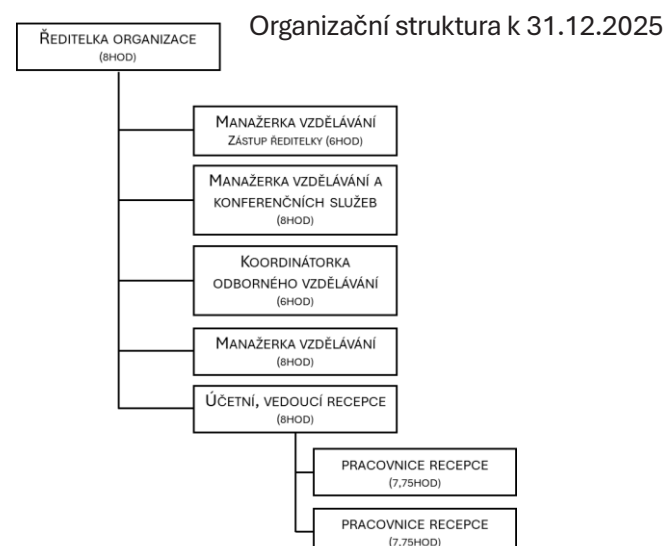 Organizační struktura k 31.12.2025
Ředitelka organizace
(8hod)
Manažerka vzdělávání
Zástup ředitelky (6hod)
Manažerka vzdělávání a
konferenčních služeb
(8hod)
Koordinátorka
odborného vzdělávání
(6hod)
Manažerka vzdělávání
(8hod)
Účetní, vedoucí recepce
(8hod)
pracovnice recepce
(7,75hod)
pracovnice recepce
(7,75hod)